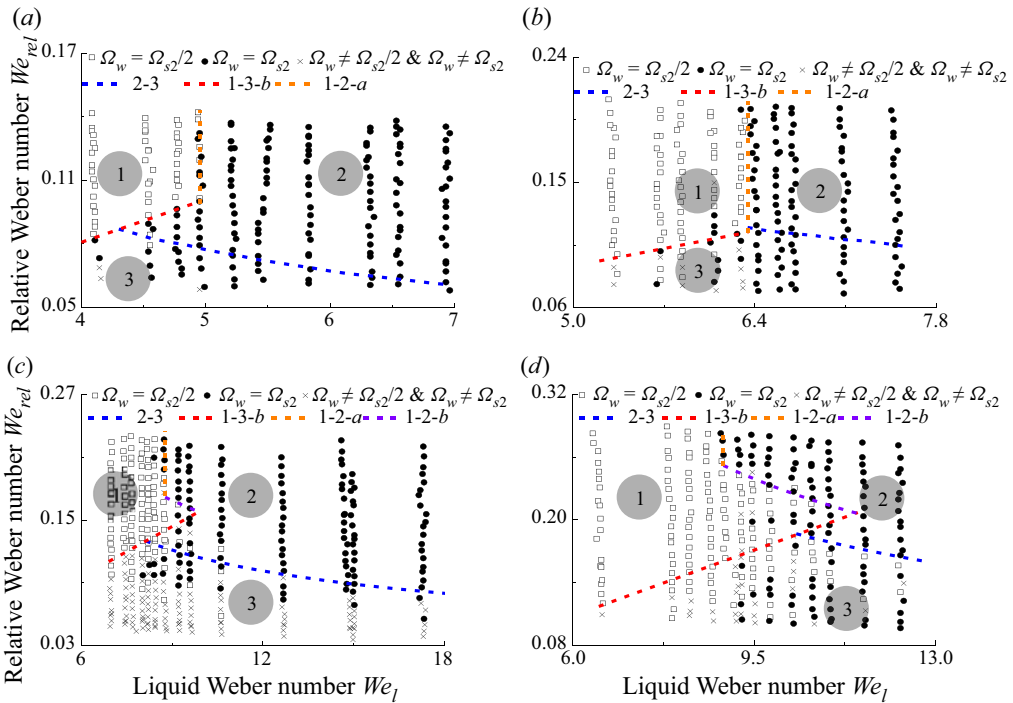 (a)
Relative Weber number We_rel
0.17
0.11
0.05
Ω_w = Ω_s2/2 Ω_w = Ω_s2 Ω_w ≠ Ω_s2/2 & Ω_w ≠ Ω_s2
2-3 1-3-b 1-2-a
1
2
3
4 5 6 7
(b)
0.24
0.15
0.06
Ω_w = Ω_s2/2 Ω_w = Ω_s2 Ω_w ≠ Ω_s2/2 & Ω_w ≠ Ω_s2
2-3 1-3-b 1-2-a
1
2
3
5.0 6.4 7.8
(c)
Relative Weber number We_rel
0.27
0.15
0.03
Ω_w = Ω_s2/2 Ω_w = Ω_s2 Ω_w ≠ Ω_s2/2 & Ω_w ≠ Ω_s2
2-3 1-3-b 1-2-a 1-2-b
1
2
3
6 12 18
Liquid Weber number We_l
(d)
0.32
0.20
0.08
Ω_w = Ω_s2/2 Ω_w = Ω_s2 Ω_w ≠ Ω_s2/2 & Ω_w ≠ Ω_s2
2-3 1-3-b 1-2-a 1-2-b
1
2
3
6.0 9.5 13.0
Liquid Weber number We_l